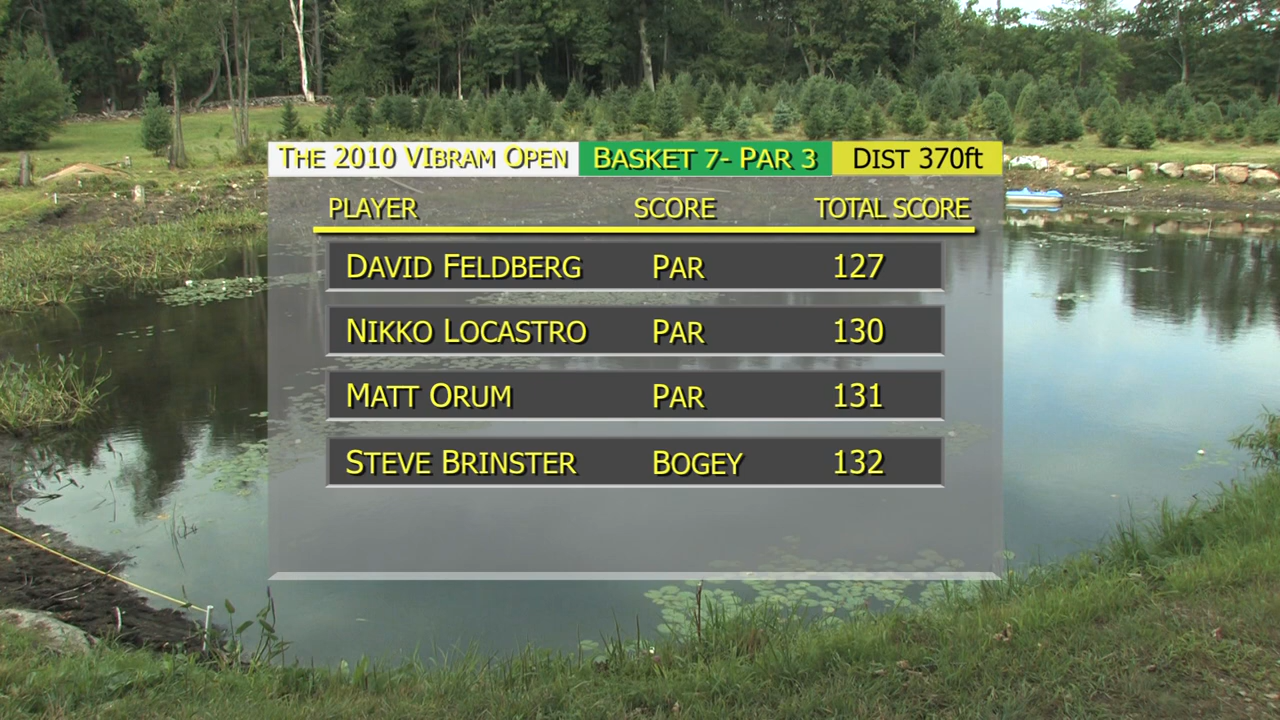 THE 2010 VIBRAM OPEN BASKET 7- PAR 3 DIST 370ft
PLAYER SCORE TOTAL SCORE
DAVID FELDBERG PAR 127
NIKKO LOCASTRO PAR 130
MATT ORUM PAR 131
STEVE BRINSTER BOGEY 132